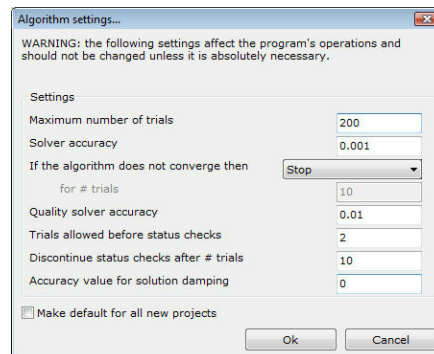 Algorithm settings...
WARNING: the following settings affect the program's operations and
should not be changed unless it is absolutely necessary.
Settings
Maximum number of trials 200
Solver accuracy 0.001
If the algorithm does not converge then Stop
for # trials 10
Quality solver accuracy 0.01
Trials allowed before status checks 2
Discontinue status checks after # trials 10
Accuracy value for solution damping 0
Make default for all new projects
Ok Cancel